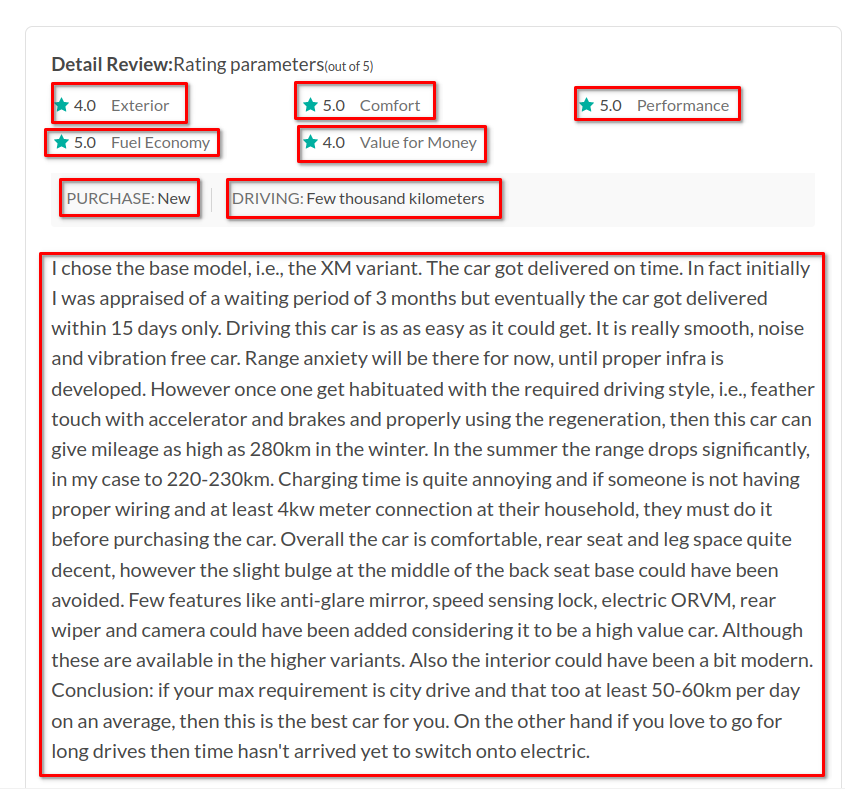 Detail Review:Rating parameters(out of 5)
4.0 Exterior 5.0 Comfort 5.0 Performance
5.0 Fuel Economy 4.0 Value for Money
PURCHASE: New DRIVING: Few thousand kilometers
I chose the base model, i.e., the XM variant. The car got delivered on time. In fact initially
I was appraised of a waiting period of 3 months but eventually the car got delivered
within 15 days only. Driving this car is as as easy as it could get. It is really smooth, noise
and vibration free car. Range anxiety will be there for now, until proper infra is
developed. However once one get habituated with the required driving style, i.e., feather
touch with accelerator and brakes and properly using the regeneration, then this car can
give mileage as high as 280km in the winter. In the summer the range drops significantly,
in my case to 220-230km. Charging time is quite annoying and if someone is not having
proper wiring and at least 4kw meter connection at their household, they must do it
before purchasing the car. Overall the car is comfortable, rear seat and leg space quite
decent, however the slight bulge at the middle of the back seat base could have been
avoided. Few features like anti-glare mirror, speed sensing lock, electric ORVM, rear
wiper and camera could have been added considering it to be a high value car. Although
these are available in the higher variants. Also the interior could have been a bit modern.
Conclusion: if your max requirement is city drive and that too at least 50-60km per day
on an average, then this is the best car for you. On the other hand if you love to go for
long drives then time hasn't arrived yet to switch onto electric.